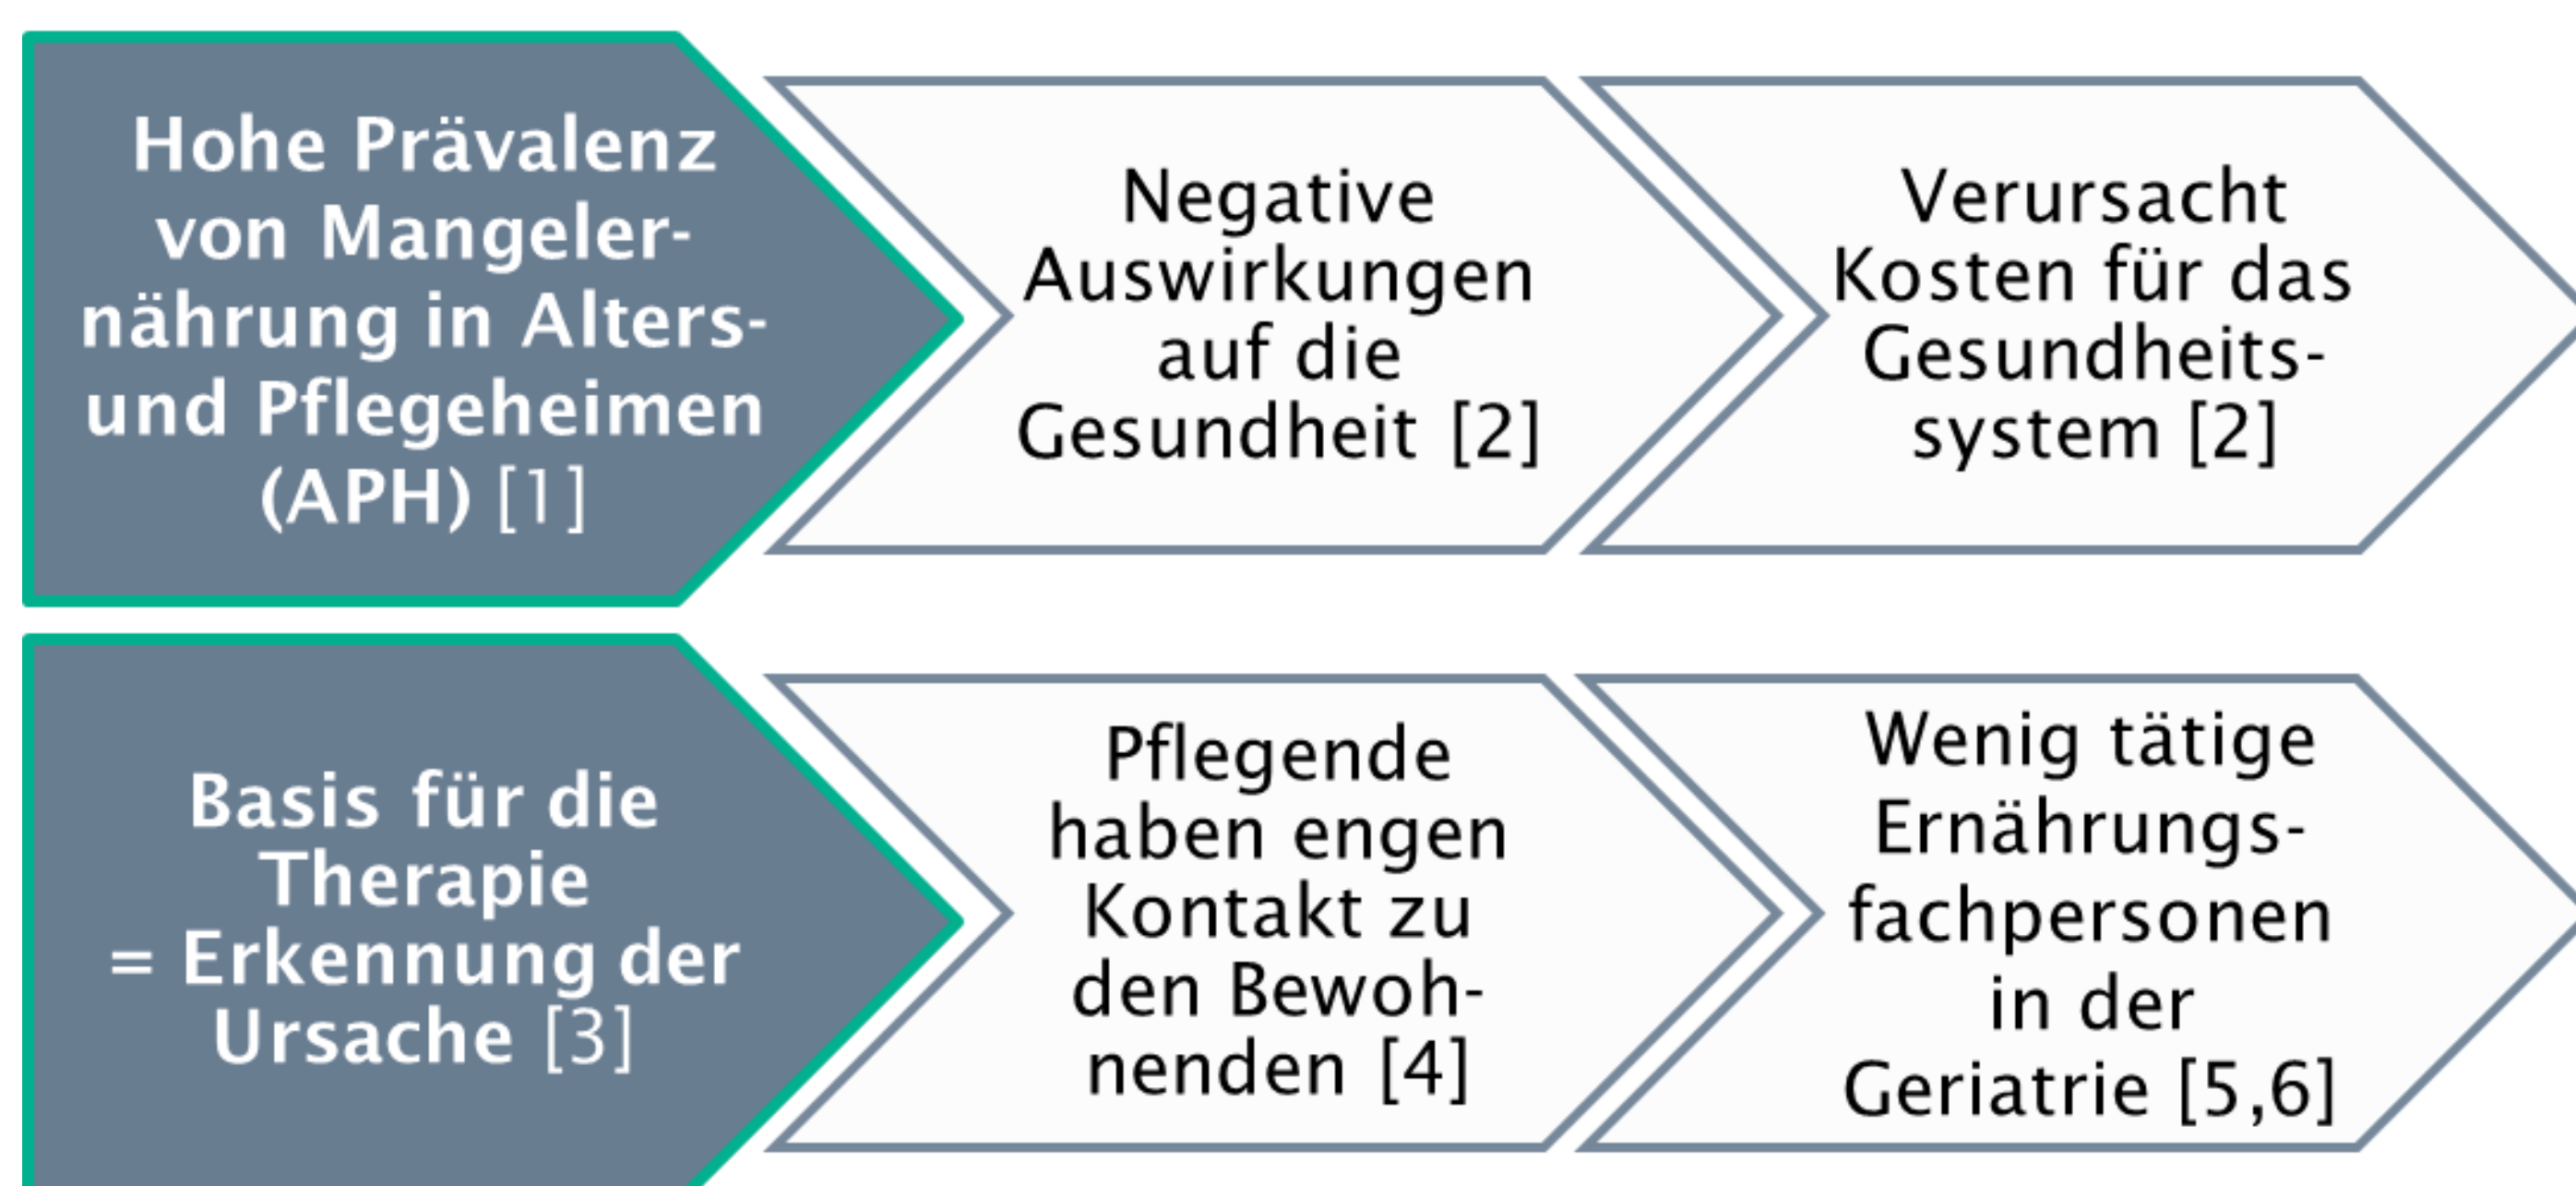 Hohe Prävalenz
von Mangeler-
nährung in Alters-
und Pflegeheimen
(APH) [1]
Negative
Auswirkungen
auf die
Gesundheit [2]
Verursacht
Kosten für das
Gesundheits-
system [2]
Basis für die
Therapie
= Erkennung der
Ursache [3]
Pflegende
haben engen
Kontakt zu
den Bewoh-
nenden [4]
Wenig tätige
Ernährungs-
fachpersonen
in der
Geriatrie [5,6]